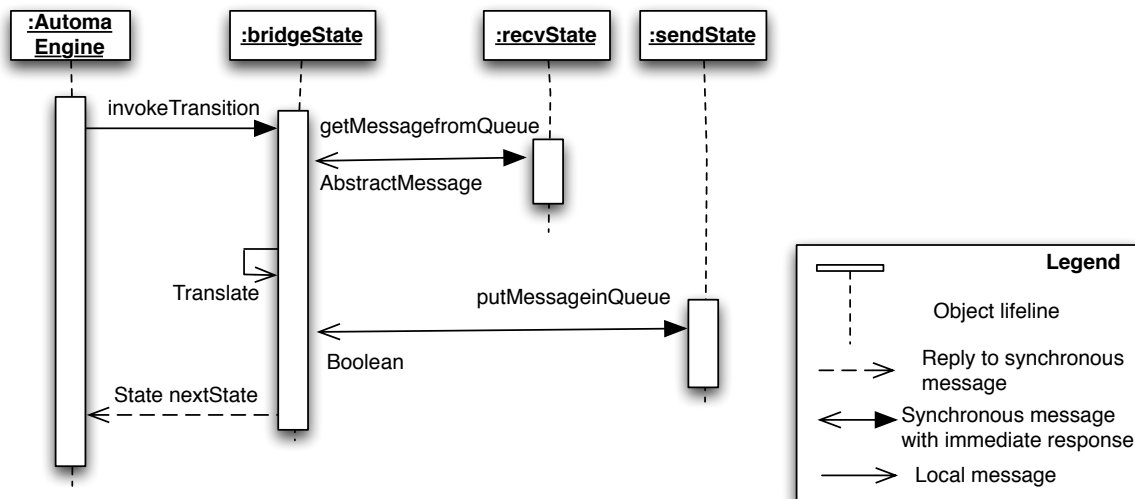 :Automa
Engine
:bridgeState
:recvState
:sendState
invokeTransition
getMessagefromQueue
AbstractMessage
Translate
putMessageinQueue
Boolean
State nextState
Legend
Object lifeline
Reply to synchronous
message
Synchronous message
with immediate response
Local message